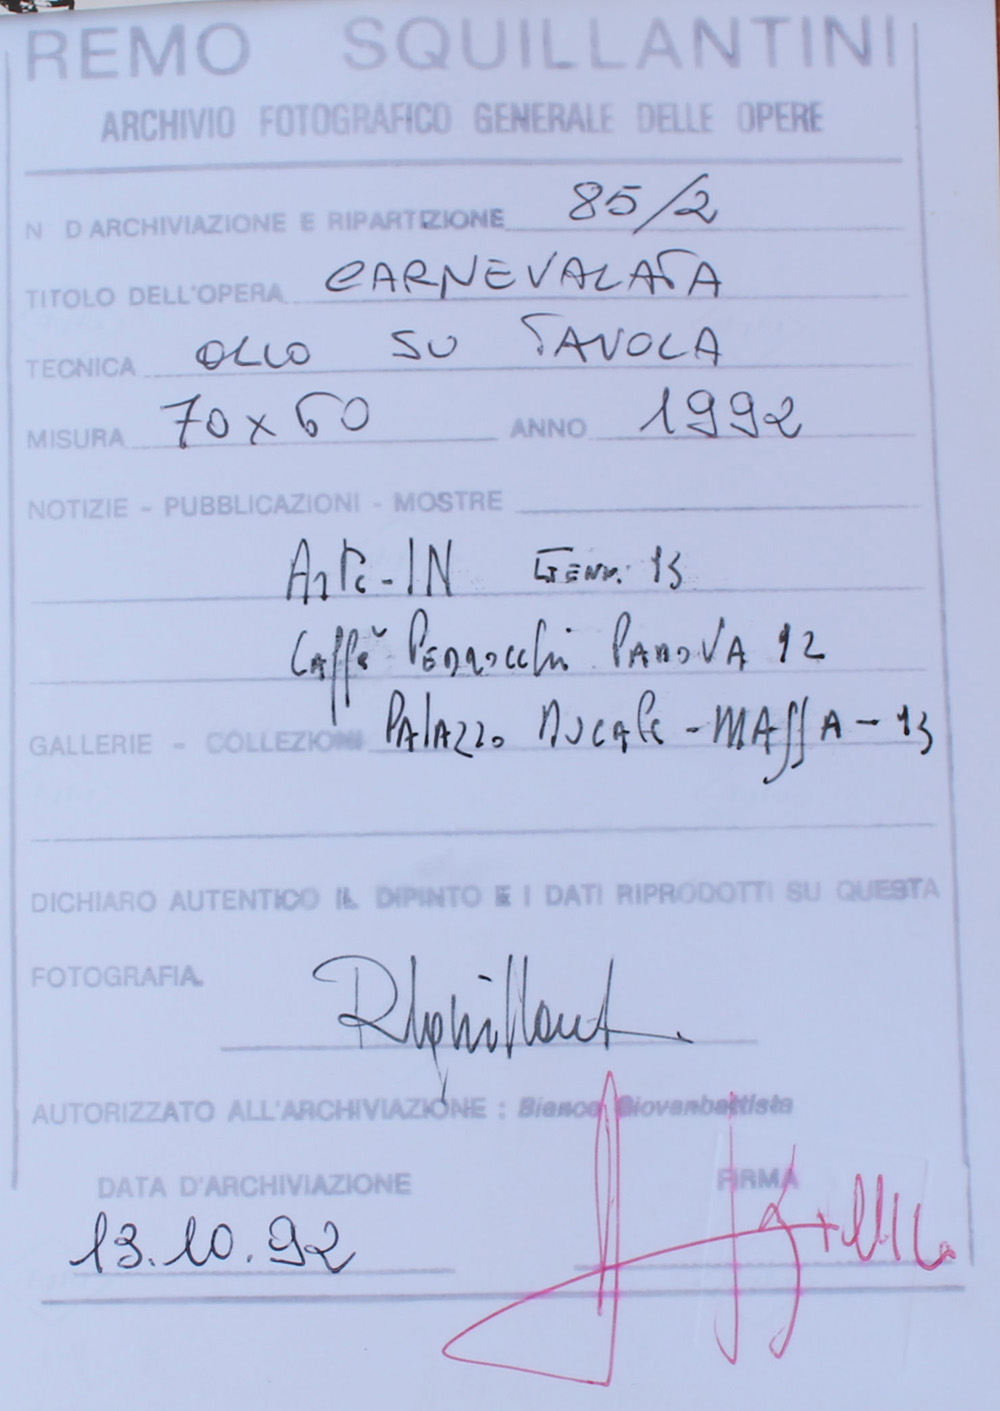 REMO SQUILLANTINI
ARCHIVIO FOTOGRAFICO GENERALE DELLE OPERE
N D ARCHIVIAZIONE E RIPARTIZIONE 85/2
TITOLO DELL'OPERA CARNEVALATA
TECNICA OLIO SU TAVOLA
MISURA 70 x 60 ANNO 1992
NOTIZIE - PUBBLICAZIONI - MOSTRE
Arte-IN GENN. 93
Caffè PEDROCChi PADOVA 92
GALLERIE - COLLEZIONI PALAZZO DUCALE - MASSA - 93
DICHIARO AUTENTICO IL DIPINTO E I DATI RIPRODOTTI SU QUESTA
FOTOGRAFIA.
AUTORIZZATO ALL'ARCHIVIAZIONE : Bianco Giovanbattista
DATA D'ARCHIVIAZIONE FIRMA
13.10.92